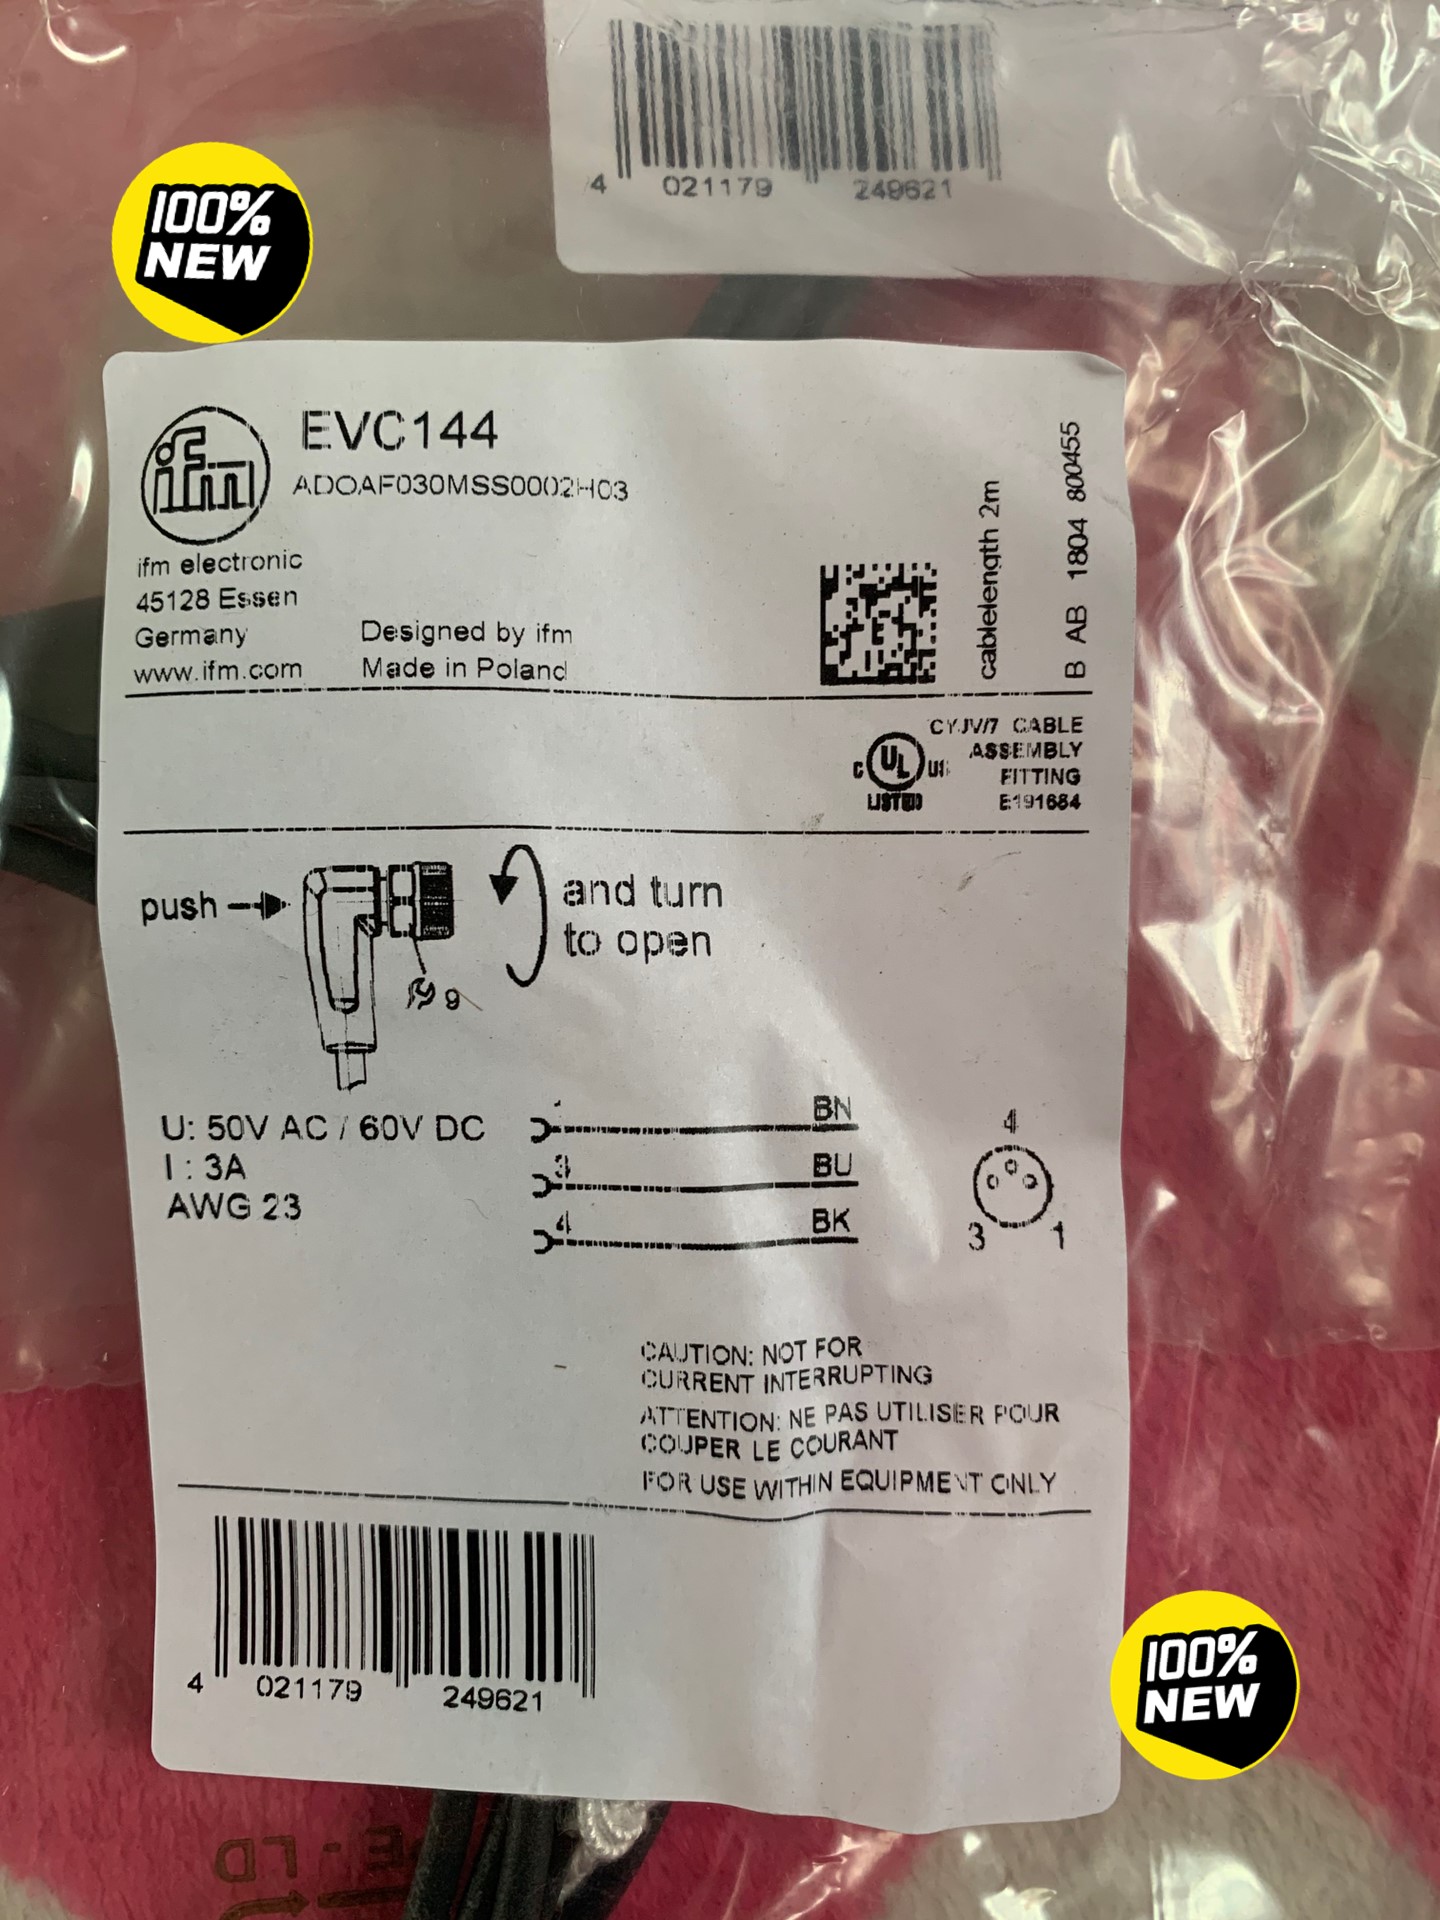 4 021179 249621
100%
NEW
ifm
EVC144
ADOAF030MSS0002H03
ifm electronic
45128 Essen
Germany
www.ifm.com
Designed by ifm
Made in Poland
cablelength 2m
B AB 1804 800455
C UL US
LISTED
CYJV/7 CABLE
ASSEMBLY
FITTING
E191684
push
and turn
to open
9
U: 50V AC / 60V DC
I : 3A
AWG 23
1 BN
3 BU
4 BK
4
3 1
CAUTION: NOT FOR
CURRENT INTERRUPTING
ATTENTION: NE PAS UTILISER POUR
COUPER LE COURANT
FOR USE WITHIN EQUIPMENT ONLY
4 021179 249621
100%
NEW